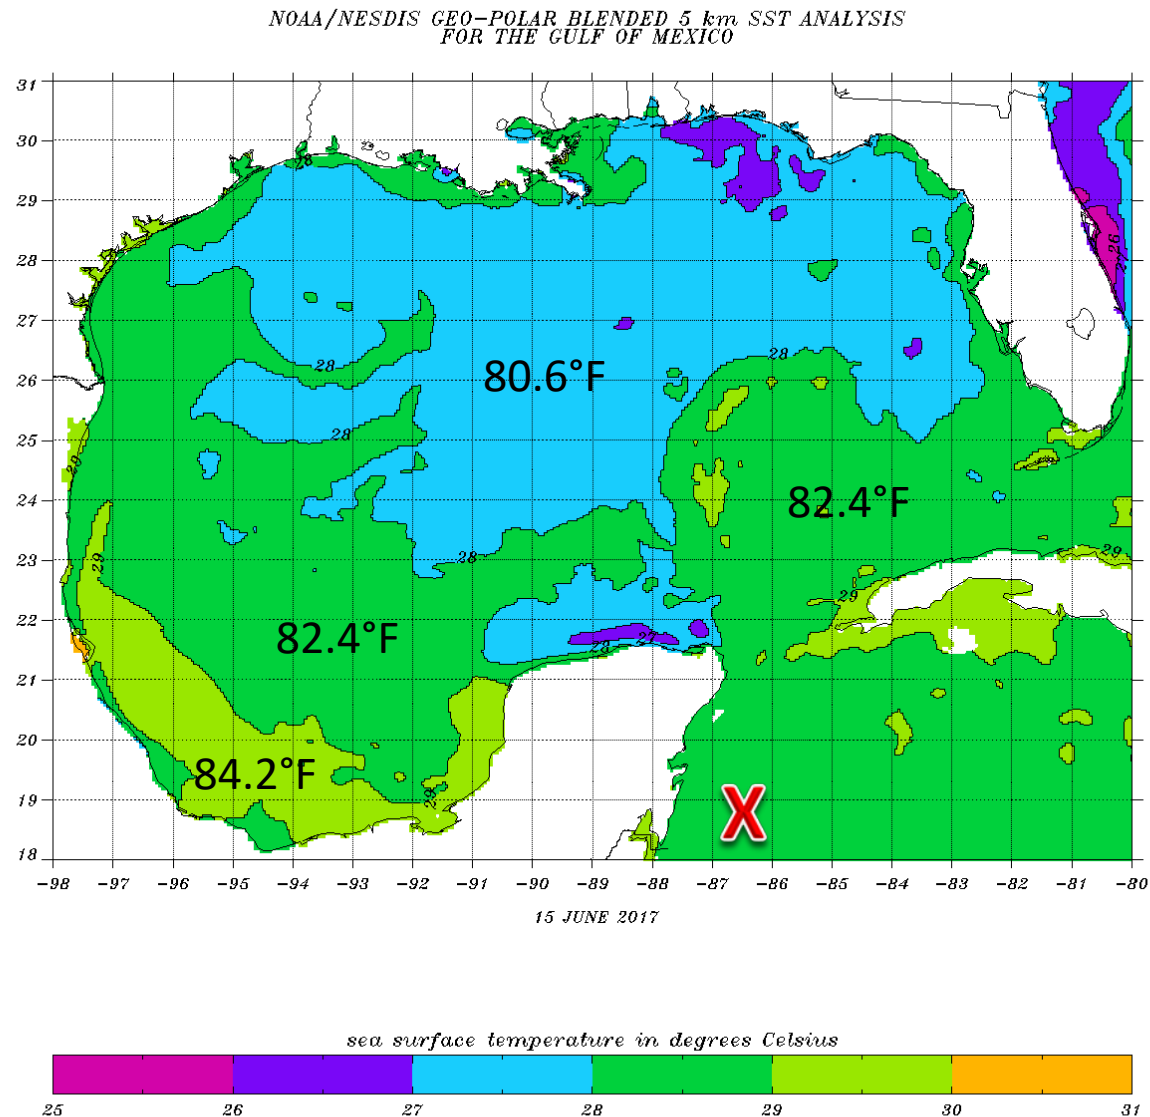 NOAA/NESDIS GEO-POLAR BLENDED 5 km SST ANALYSIS
FOR THE GULF OF MEXICO
31
30
29
28
27
26
25
24
23
22
21
20
19
18
28
29
26
27
28
80.6°F
28
28
29
82.4°F
28
29
29
29
82.4°F
28
27
84.2°F
29
X
-98 -97 -96 -95 -94 -93 -92 -91 -90 -89 -88 -87 -86 -85 -84 -83 -82 -81 -80
15 JUNE 2017
sea surface temperature in degrees Celsius
25 26 27 28 29 30 31